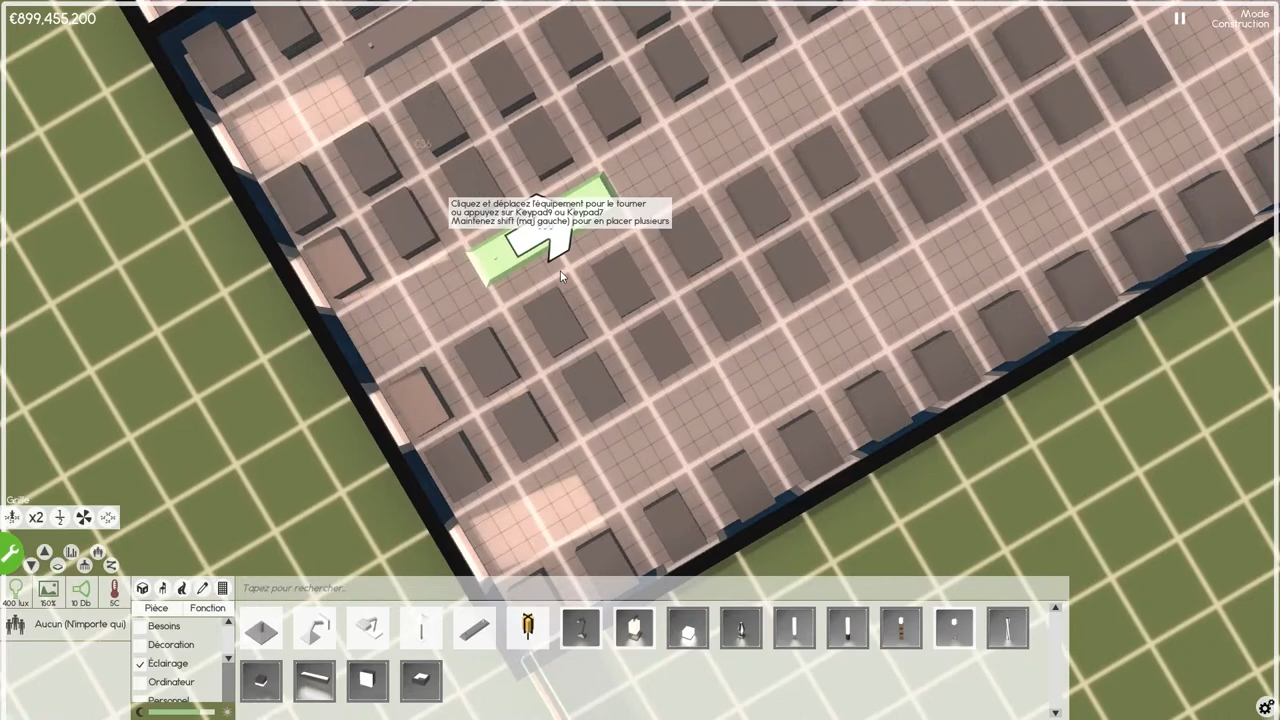 €899,455,200
Mode
Construction
036
Cliquez et déplacez l'équipement pour le tourner
ou appuyez sur Keypad9 ou Keypad7
Maintenez shift (maj gauche) pour en placer plusieurs
Grille
x2
400 lux
150%
10 Db
5C
Tapez pour rechercher...
Pièce
Fonction
Aucun (N'importe qui)
Besoins
Décoration
Éclairage
Ordinateur
Personnel